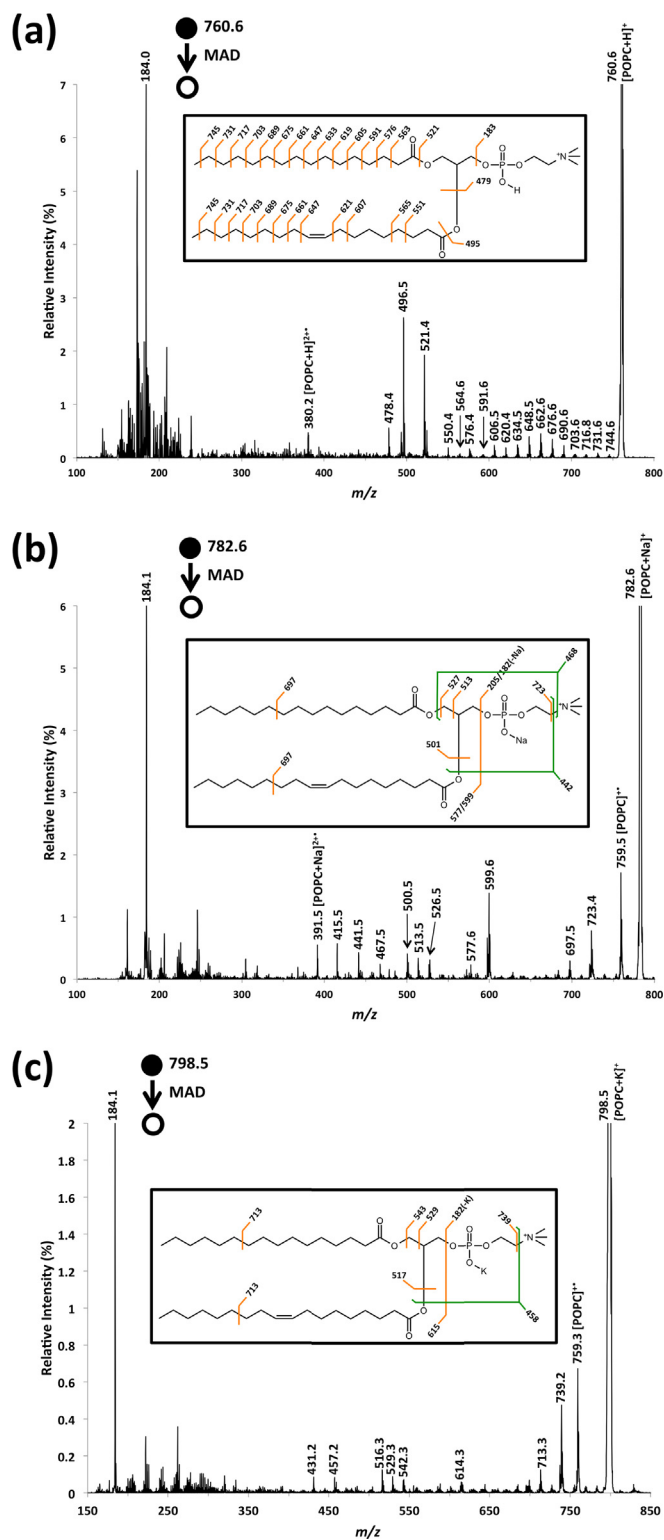 (a)
760.6
MAD
184.0
760.6
[POPC+H]⁺
7
6
5
4
3
2
1
0
Relative Intensity (%)
745 731 717 703 689 675 661 647 633 619 605 591 576 563 521 183
O O O P O N⁺
O O H
479
745 731 717 703 689 675 661 647 621 607 565 551
O
O
495
380.2 [POPC+H]²⁺•
478.4
496.5
521.4
550.4
564.6
576.4
591.6
606.5
620.4
634.5
648.5
662.6
676.6
690.6
703.6
716.8
731.6
744.6
100 200 300 400 500 600 700 800
m/z
(b)
782.6
MAD
184.1
782.6
[POPC+Na]⁺
6
5
4
3
2
1
0
Relative Intensity (%)
697 527 513 205/182(-Na) 723 468
O O O P O N⁺
O O Na
501
697
O
O
577/599
442
391.5 [POPC+Na]²⁺•
415.5
441.5
467.5
500.5
513.5
526.5
577.6
599.6
697.5
723.4
759.5 [POPC]⁺•
100 200 300 400 500 600 700 800
m/z
(c)
798.5
MAD
184.1
798.5
[POPC+K]⁺
2
1.8
1.6
1.4
1.2
1
0.8
0.6
0.4
0.2
0
Relative Intensity (%)
713 543 529 182(-K) 739
O O O P O N⁺
O O K
517
713
O
O
615
458
431.2
457.2
516.3
529.3
542.3
614.3
713.3
739.2
759.3 [POPC]⁺•
150 250 350 450 550 650 750 850
m/z